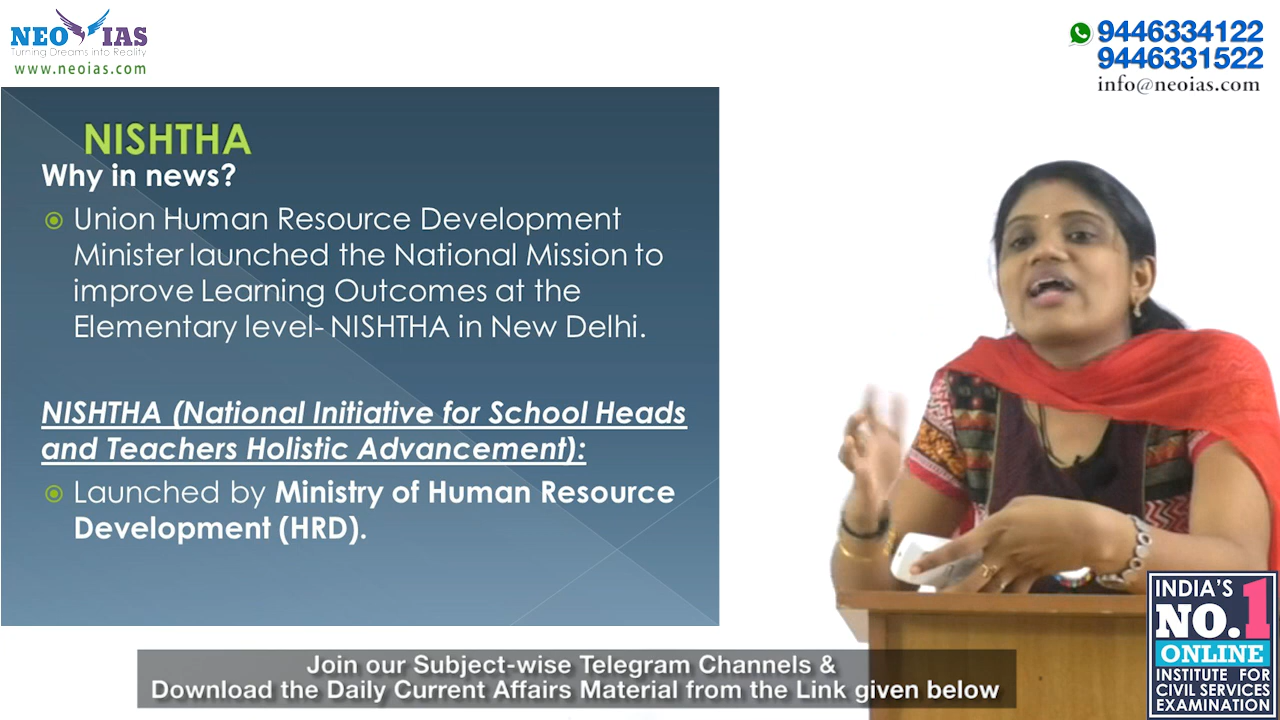 NEO IAS
Turning Dreams into Reality
www.neoias.com
9446334122
9446331522
info@neoias.com
NISHTHA
Why in news?
Union Human Resource Development
Minister launched the National Mission to
improve Learning Outcomes at the
Elementary level- NISHTHA in New Delhi.
NISHTHA (National Initiative for School Heads
and Teachers Holistic Advancement):
Launched by Ministry of Human Resource
Development (HRD).
INDIA'S
NO.1
ONLINE
INSTITUTE FOR
CIVIL SERVICES
EXAMINATION
Join our Subject-wise Telegram Channels &
Download the Daily Current Affairs Material from the Link given below